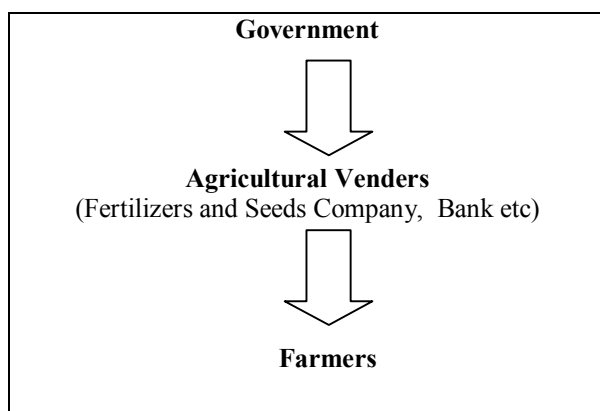 Government
Agricultural Venders
(Fertilizers and Seeds Company, Bank etc)
Farmers